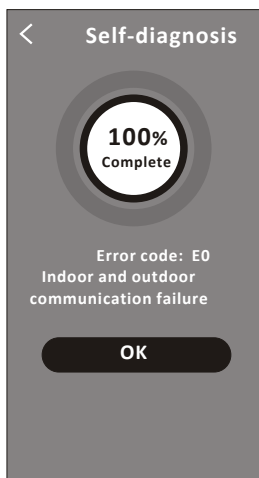 Self-diagnosis
100%
Complete
Error code: E0
Indoor and outdoor
communication failure
OK